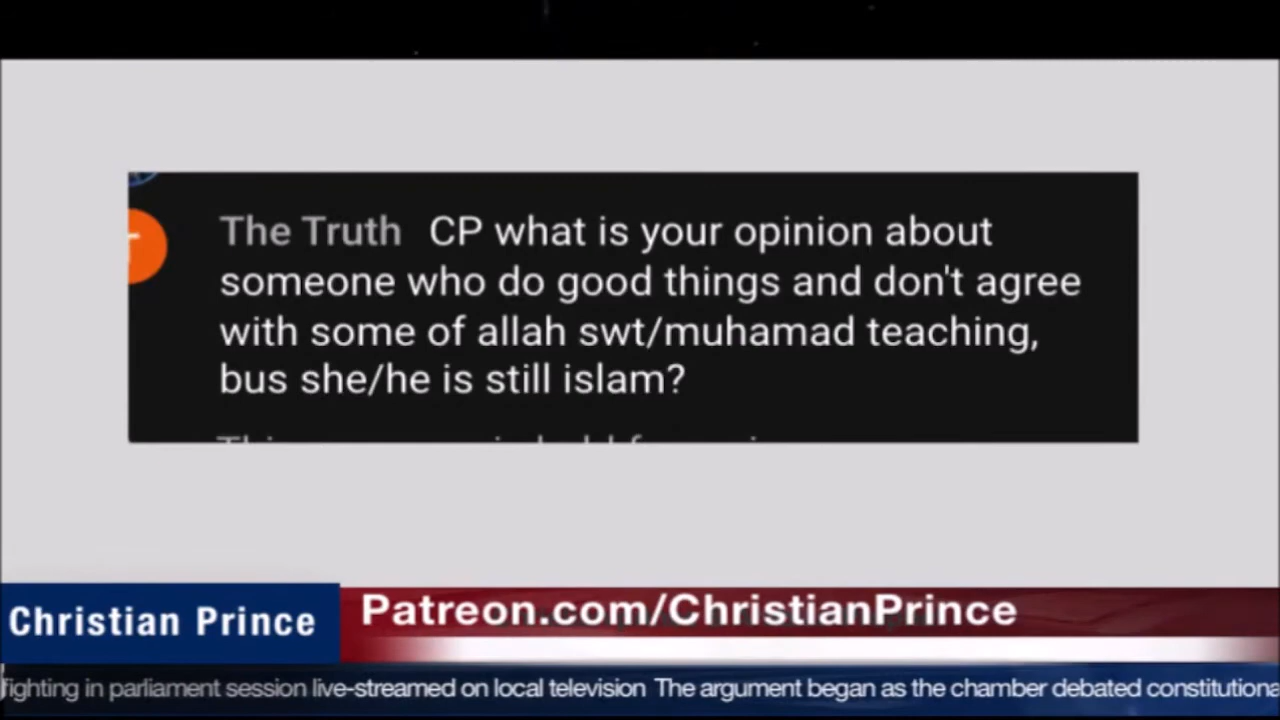 The Truth CP what is your opinion about
someone who do good things and don't agree
with some of allah swt/muhamad teaching,
bus she/he is still islam?
Christian Prince
Patreon.com/ChristianPrince
fighting in parliament session live-streamed on local television The argument began as the chamber debated constitutiona